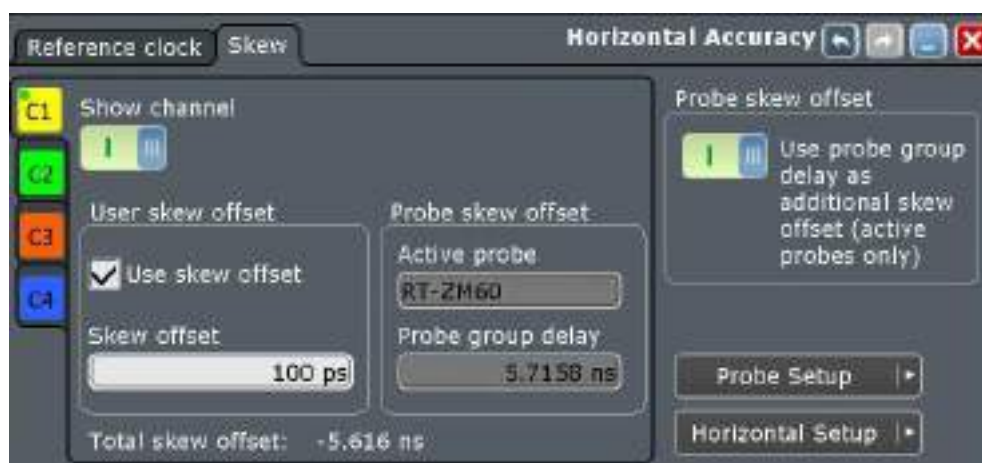 Reference clock
Skew
Horizontal Accuracy
C1
C2
C3
C4
Show channel
User skew offset
Use skew offset
Skew offset
100 ps
Probe skew offset
Active probe
RT-ZM60
Probe group delay
5.7158 ns
Total skew offset: -5.616 ns
Probe skew offset
Use probe group
delay as
additional skew
offset (active
probes only)
Probe Setup
Horizontal Setup